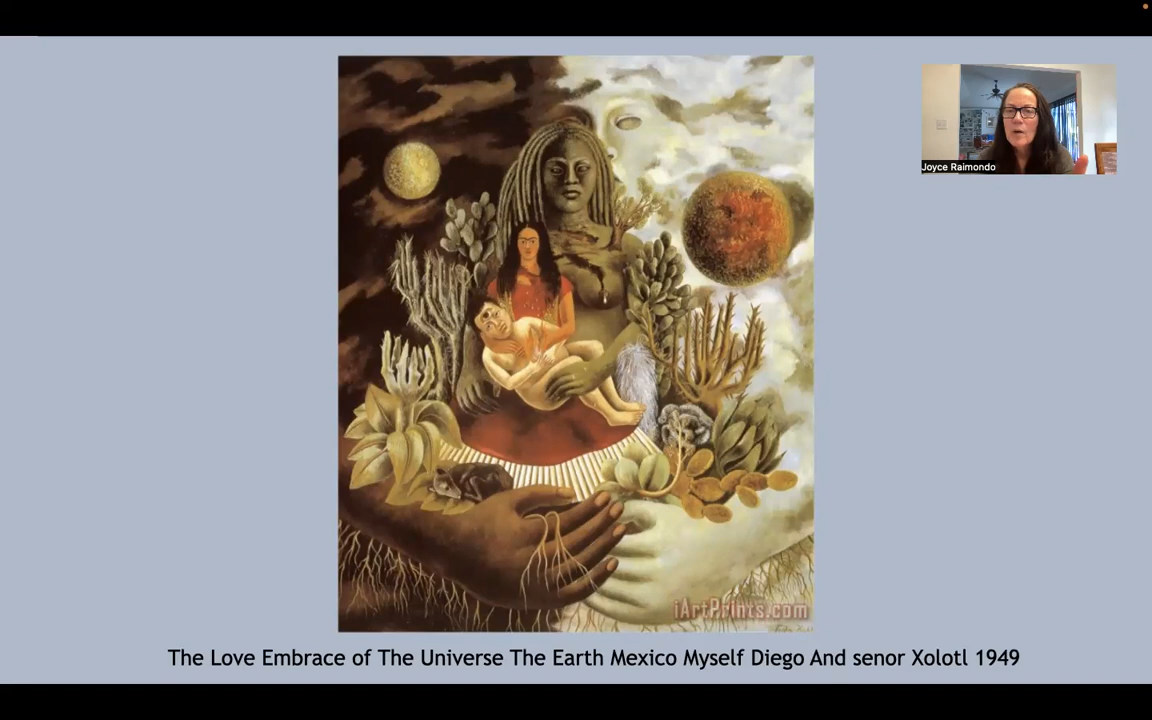 Joyce Raimondo
iArtPrints.com
The Love Embrace of The Universe The Earth Mexico Myself Diego And senor Xolotl 1949